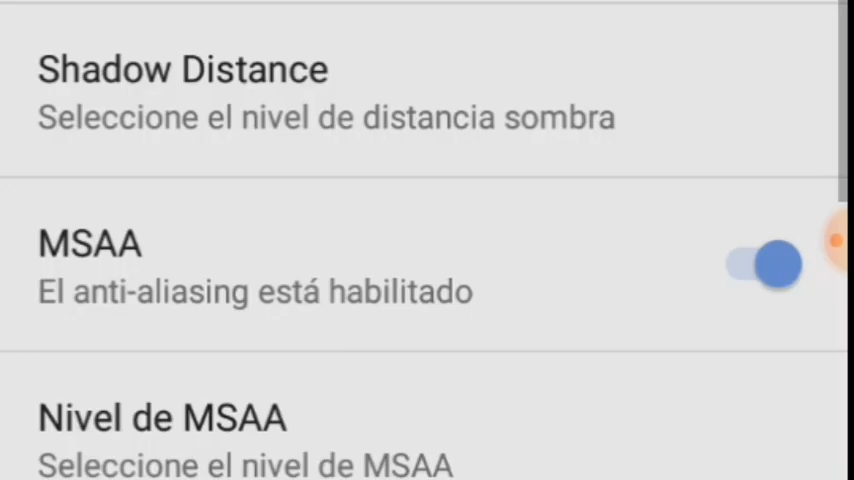 Shadow Distance
Seleccione el nivel de distancia sombra
MSAA
El anti-aliasing está habilitado
Nivel de MSAA
Seleccione el nivel de MSAA